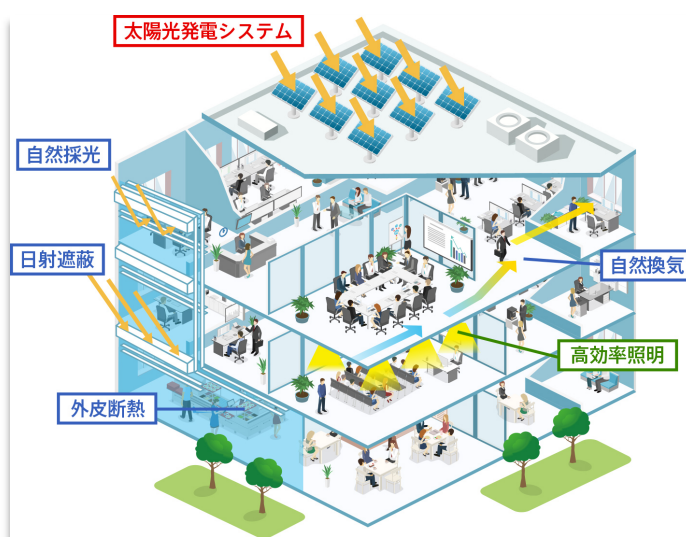 太陽光発電システム
自然採光
日射遮蔽
自然換気
高効率照明
外皮断熱